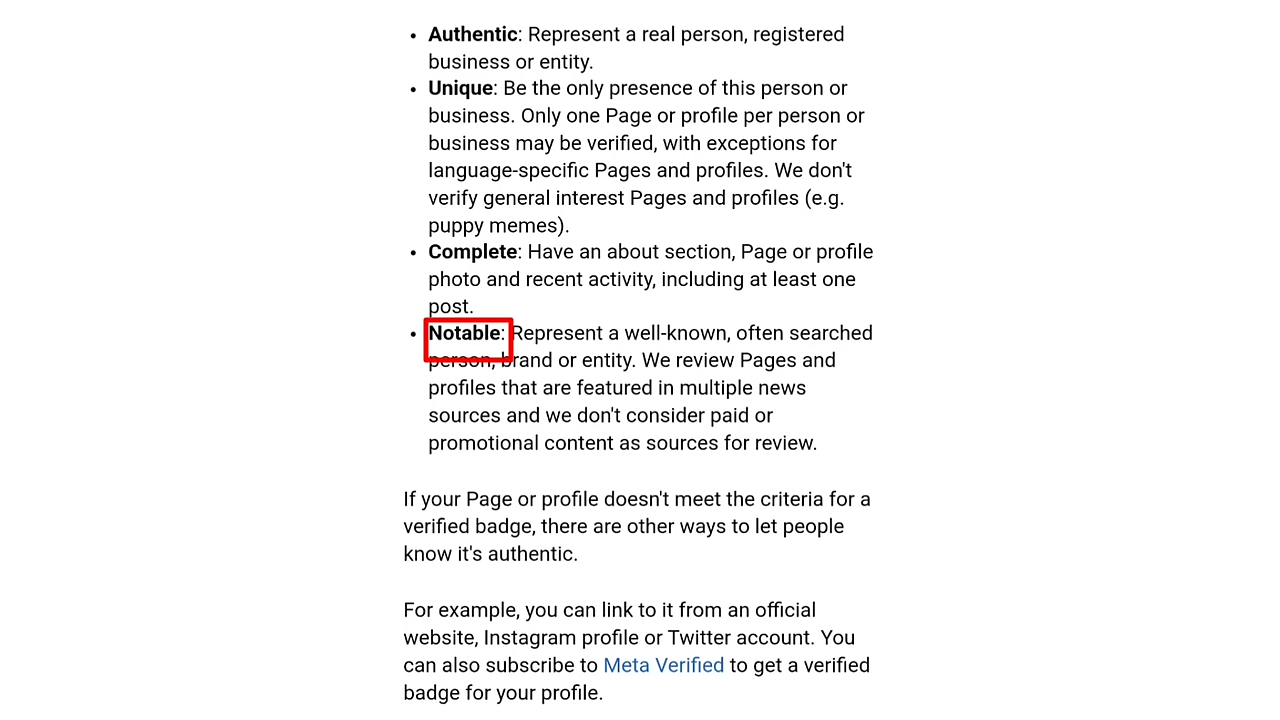 • Authentic: Represent a real person, registered
business or entity.
• Unique: Be the only presence of this person or
business. Only one Page or profile per person or
business may be verified, with exceptions for
language-specific Pages and profiles. We don't
verify general interest Pages and profiles (e.g.
puppy memes).
• Complete: Have an about section, Page or profile
photo and recent activity, including at least one
post.
• Notable: Represent a well-known, often searched
person, brand or entity. We review Pages and
profiles that are featured in multiple news
sources and we don't consider paid or
promotional content as sources for review.
If your Page or profile doesn't meet the criteria for a
verified badge, there are other ways to let people
know it's authentic.
For example, you can link to it from an official
website, Instagram profile or Twitter account. You
can also subscribe to Meta Verified to get a verified
badge for your profile.